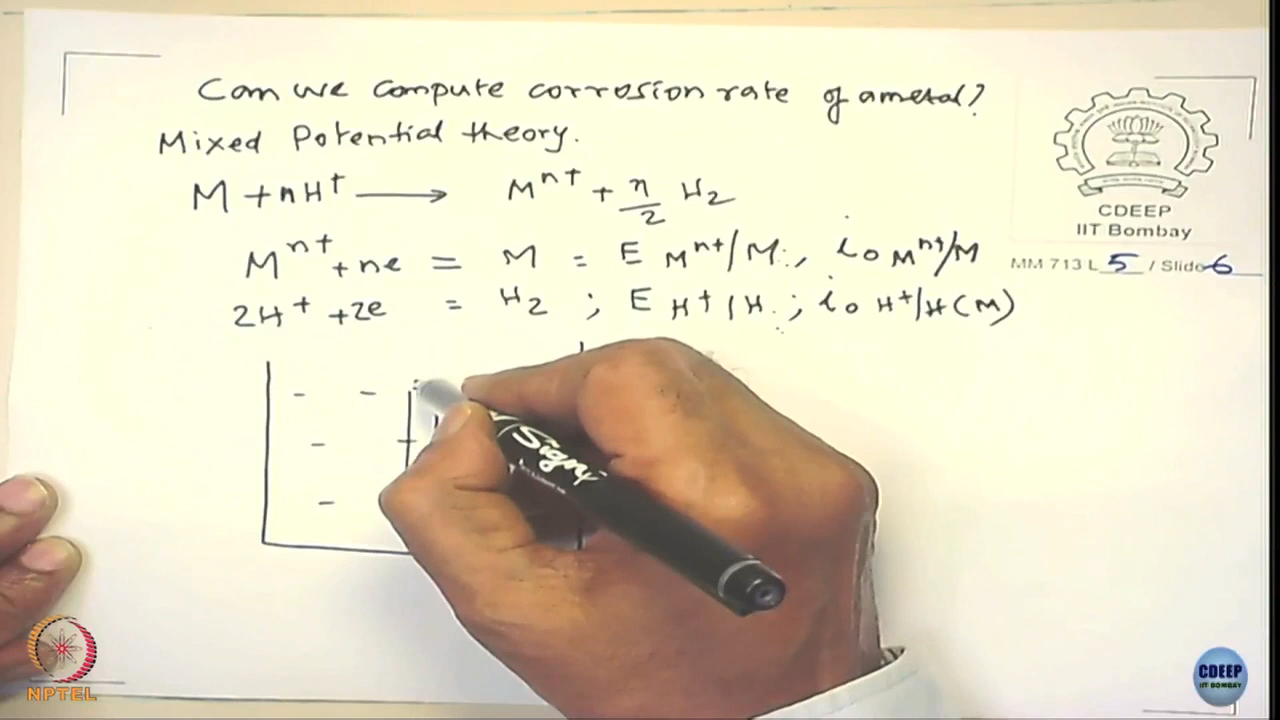 Can we compute corrosion rate of a metal?
Mixed Potential theory.
M + nH⁺ ⟶ Mⁿ⁺ + n/2 H₂
Mⁿ⁺ + ne = M = E Mⁿ⁺/M., i₀ Mⁿ⁺/M
2H⁺ + 2e = H₂ ; E H⁺/H. ; i₀ H⁺/H (M)
CDEEP
IIT Bombay
MM 713 L 5 / Slide 6
Signi
NPTEL
CDEEP
IIT BOMBAY